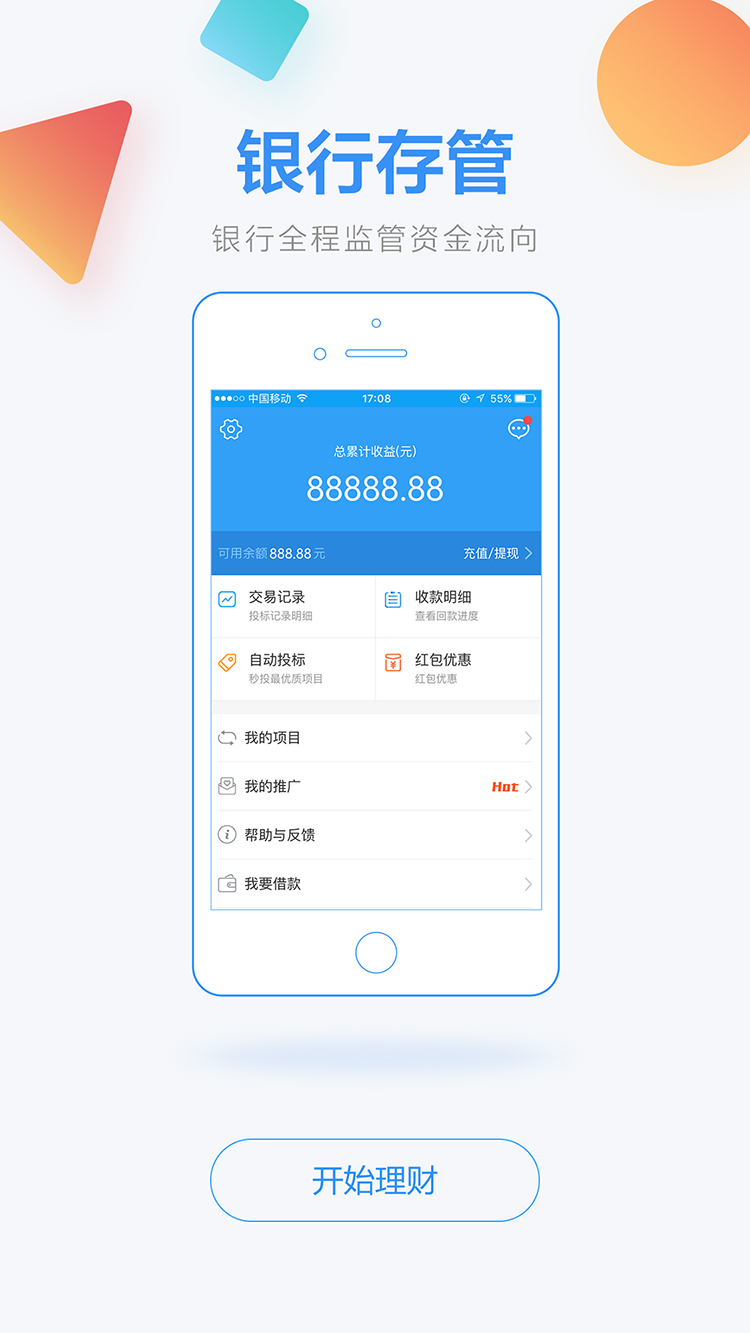 银行存管
银行全程监管资金流向
中国移动 17:08 55%
总累计收益(元)
88888.88
可用余额888.88元 充值/提现
交易记录 收款明细
投标记录明细 查看回款进度
自动投标 红包优惠
秒投最优质项目 红包优惠
我的项目
我的推广 Hot
帮助与反馈
我要借款
开始理财